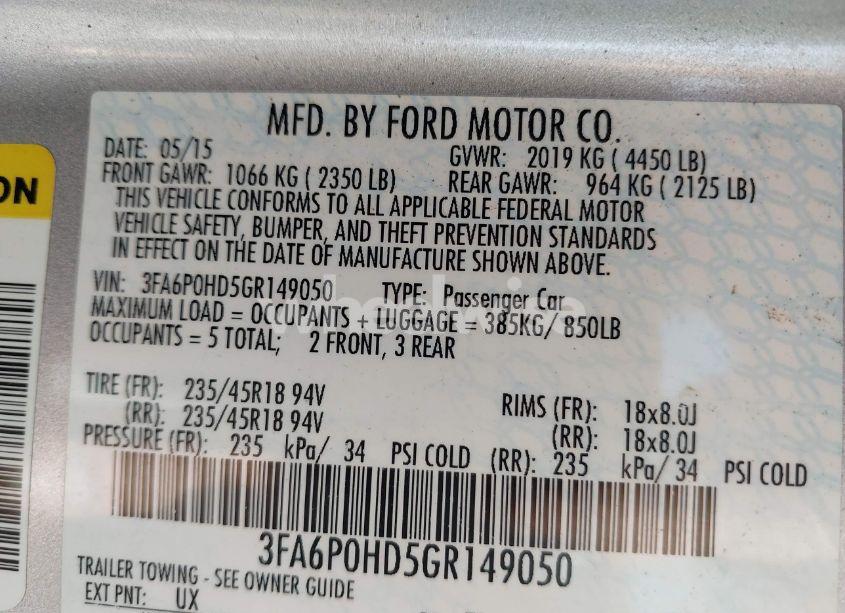 MFD. BY FORD MOTOR CO.
DATE: 05/15 GVWR: 2019 KG ( 4450 LB)
FRONT GAWR: 1066 KG ( 2350 LB) REAR GAWR: 964 KG ( 2125 LB)
THIS VEHICLE CONFORMS TO ALL APPLICABLE FEDERAL MOTOR
VEHICLE SAFETY, BUMPER, AND THEFT PREVENTION STANDARDS
IN EFFECT ON THE DATE OF MANUFACTURE SHOWN ABOVE.
ON
VIN: 3FA6P0HD5GR149050 TYPE: Passenger Car
MAXIMUM LOAD = OCCUPANTS + LUGGAGE = 385KG/ 850LB
OCCUPANTS = 5 TOTAL; 2 FRONT, 3 REAR
TIRE (FR): 235/45R18 94V RIMS (FR): 18x8.0J
(RR): 235/45R18 94V (RR): 18x8.0J
PRESSURE (FR): 235 kPa/ 34 PSI COLD (RR): 235 kPa/ 34 PSI COLD
3FA6P0HD5GR149050
TRAILER TOWING - SEE OWNER GUIDE
EXT PNT: UX